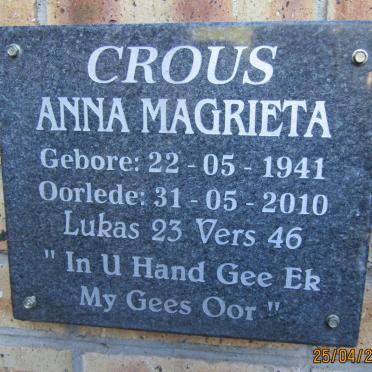 CROUS
ANNA MAGRIETA
Gebore: 22 - 05 - 1941
Oorlede: 31 - 05 - 2010
Lukas 23 Vers 46
" In U Hand Gee Ek
My Gees Oor "
25/04/2